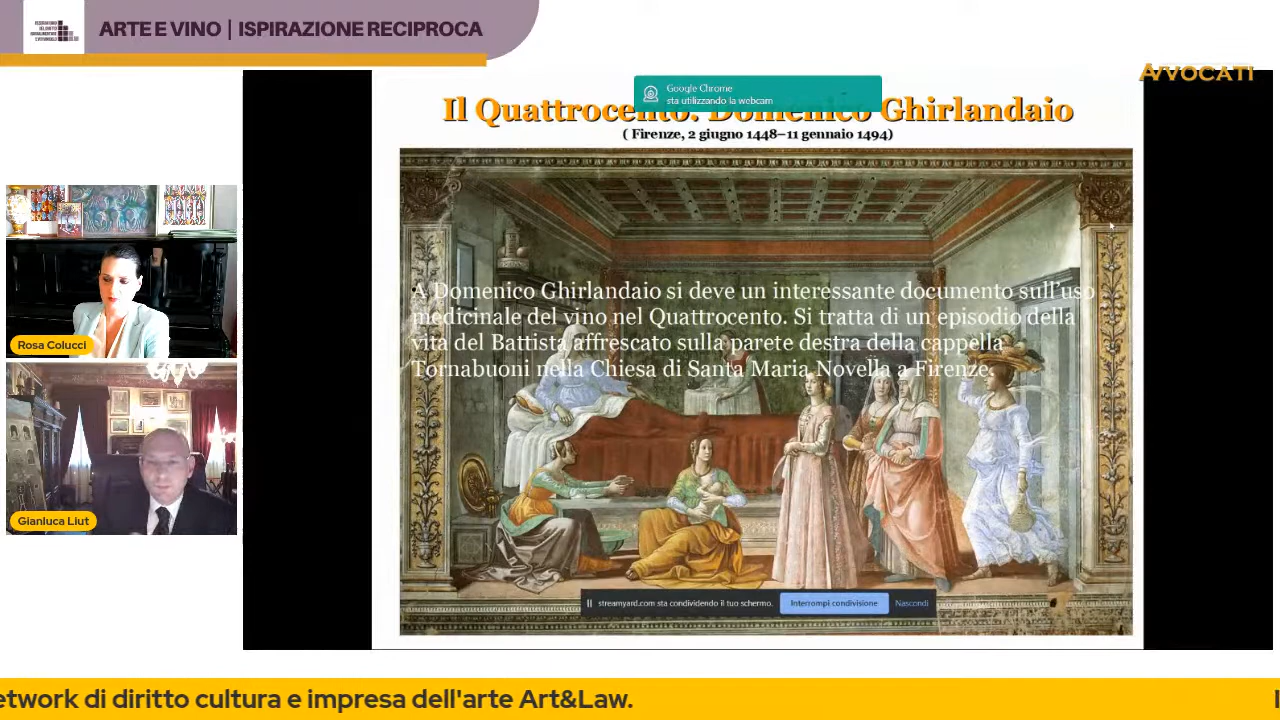 ARTE E VINO | ISPIRAZIONE RECIPROCA
AVVOCATI
Google Chrome
sta utilizzando la webcam
Il Quattrocento: Domenico Ghirlandaio
( Firenze, 2 giugno 1448–11 gennaio 1494)
A Domenico Ghirlandaio si deve un interessante documento sull'uso
medicinale del vino nel Quattrocento. Si tratta di un episodio della
vita del Battista affrescato sulla parete destra della cappella
Tornabuoni nella Chiesa di Santa Maria Novella a Firenze.
Rosa Colucci
Gianluca Liut
streamyard.com sta condividendo il tuo schermo.
Interrompi condivisione
Nascondi
etwork di diritto cultura e impresa dell'arte Art&Law.